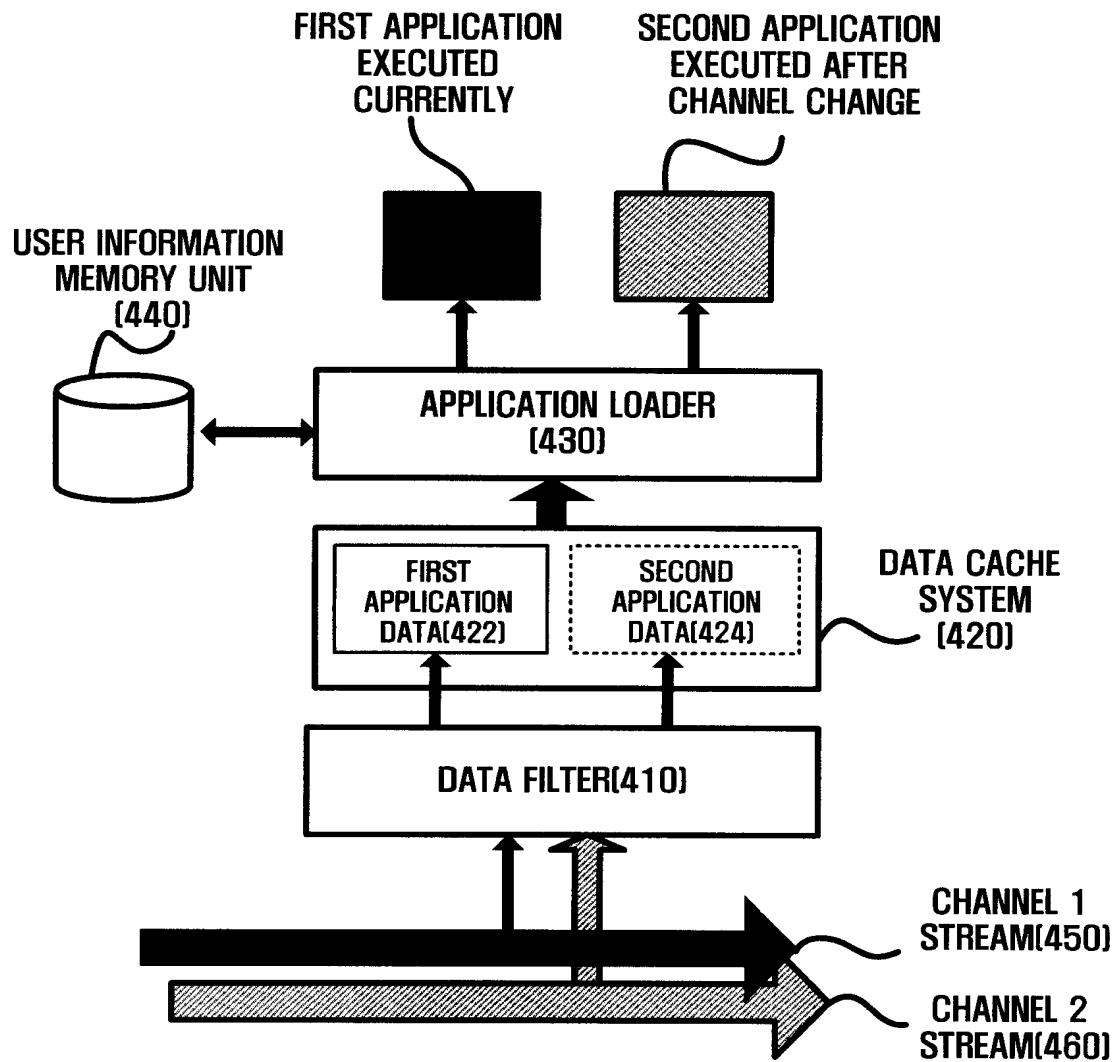 FIRST APPLICATION
EXECUTED
CURRENTLY
SECOND APPLICATION
EXECUTED AFTER
CHANNEL CHANGE
USER INFORMATION
MEMORY UNIT
(440)
APPLICATION LOADER
(430)
FIRST
APPLICATION
DATA(422)
SECOND
APPLICATION
DATA(424)
DATA CACHE
SYSTEM
(420)
DATA FILTER(410)
CHANNEL 1
STREAM(450)
CHANNEL 2
STREAM(460)